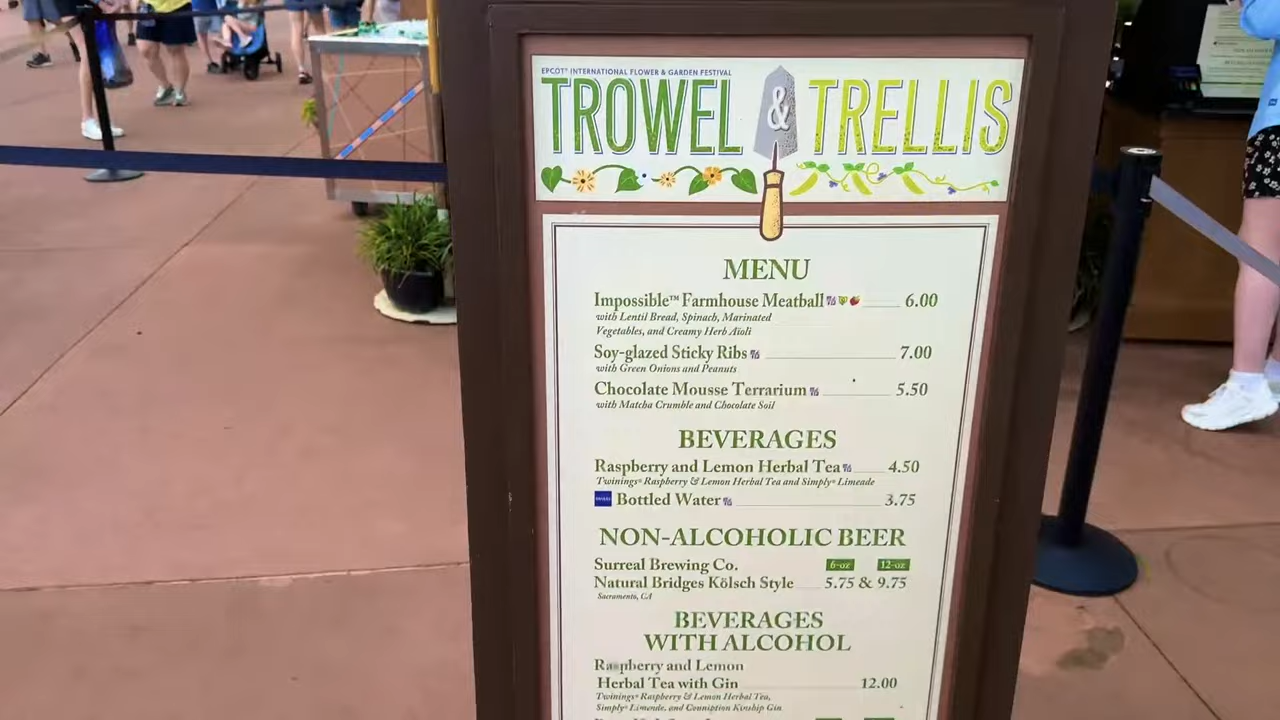 EPCOT® INTERNATIONAL FLOWER & GARDEN FESTIVAL
TROWEL & TRELLIS
MENU
Impossible™ Farmhouse Meatball 6.00
with Lentil Bread, Spinach, Marinated
Vegetables, and Creamy Herb Aïoli
Soy-glazed Sticky Ribs 7.00
with Green Onions and Peanuts
Chocolate Mousse Terrarium 5.50
with Matcha Crumble and Chocolate Soil
BEVERAGES
Raspberry and Lemon Herbal Tea 4.50
Twinings® Raspberry & Lemon Herbal Tea and Simply® Limeade
Bottled Water 3.75
NON-ALCOHOLIC BEER
Surreal Brewing Co. 6-oz 12-oz
Natural Bridges Kölsch Style 5.75 & 9.75
Sacramento, CA
BEVERAGES
WITH ALCOHOL
Raspberry and Lemon
Herbal Tea with Gin 12.00
Twinings® Raspberry & Lemon Herbal Tea,
Simply® Limeade, and Conniption Kinship Gin